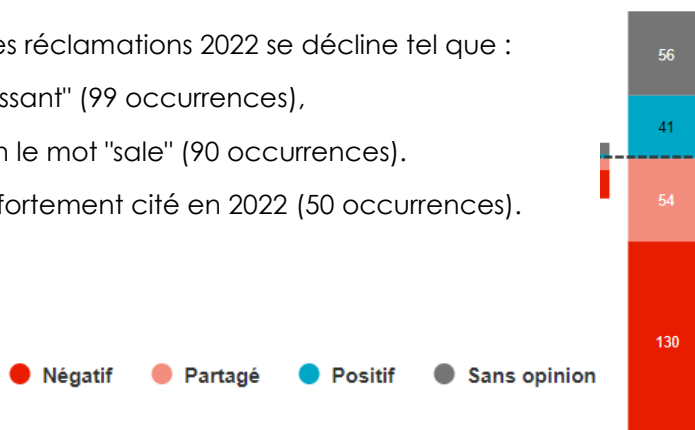 es réclamations 2022 se décline tel que :
ssant" (99 occurrences),
n le mot "sale" (90 occurrences).
fortement cité en 2022 (50 occurrences).
56
41
54
130
Négatif Partagé Positif Sans opinion